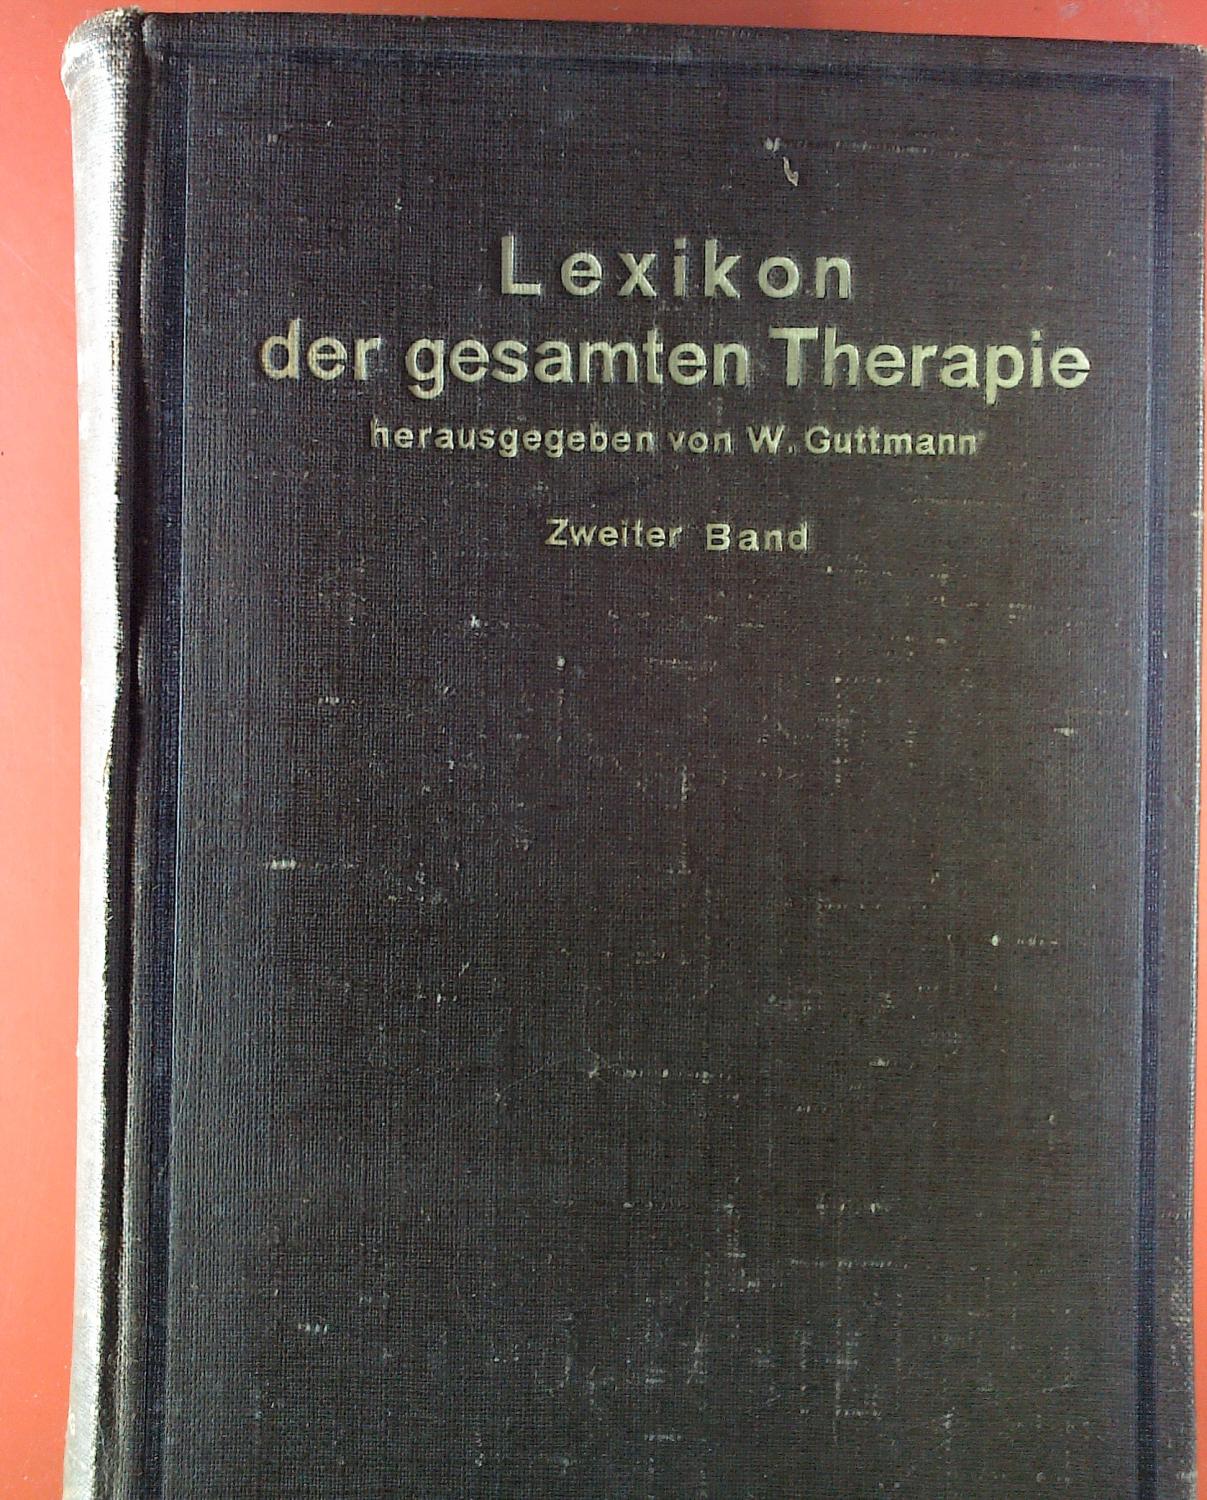 Lexikon
der gesamten Therapie
herausgegeben von W. Guttmann
Zweiter Band